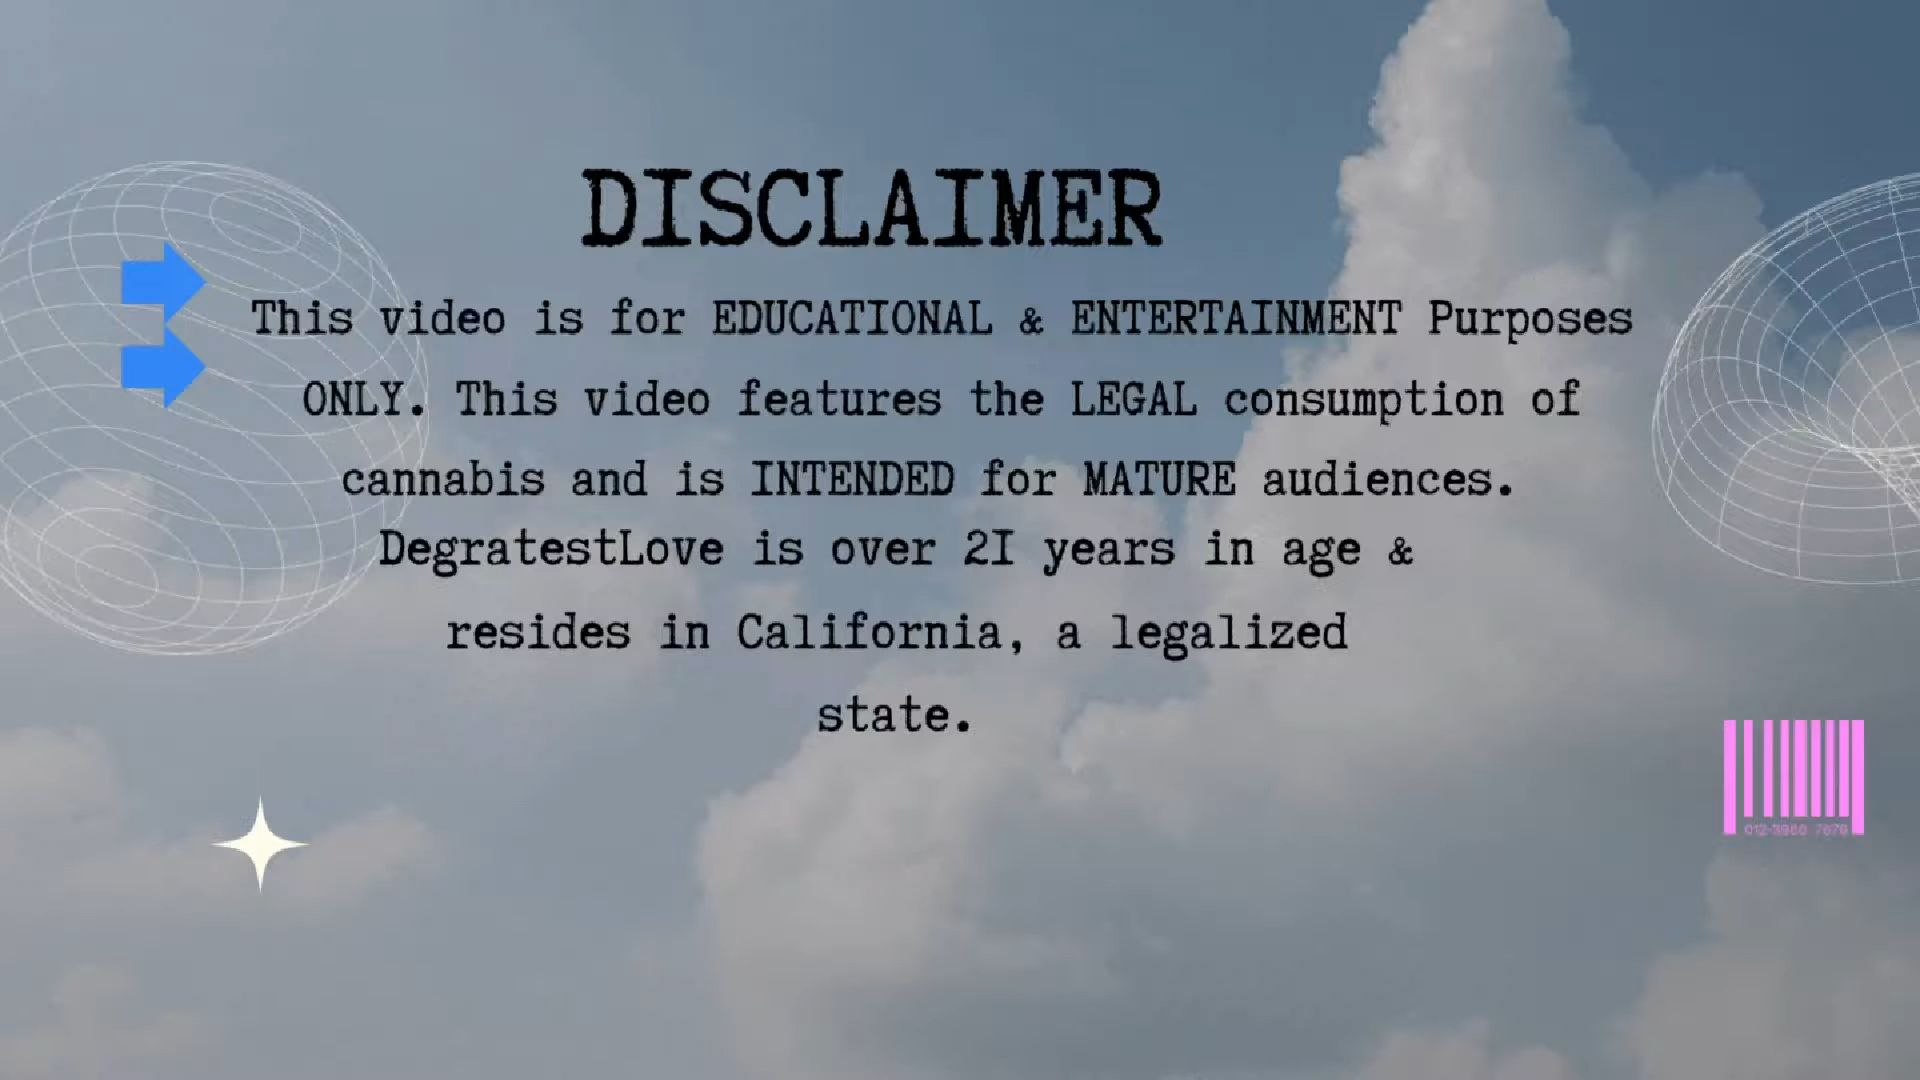 DISCLAIMER
This video is for EDUCATIONAL & ENTERTAINMENT Purposes
ONLY. This video features the LEGAL consumption of
cannabis and is INTENDED for MATURE audiences.
DegratestLove is over 21 years in age &
resides in California, a legalized
state.